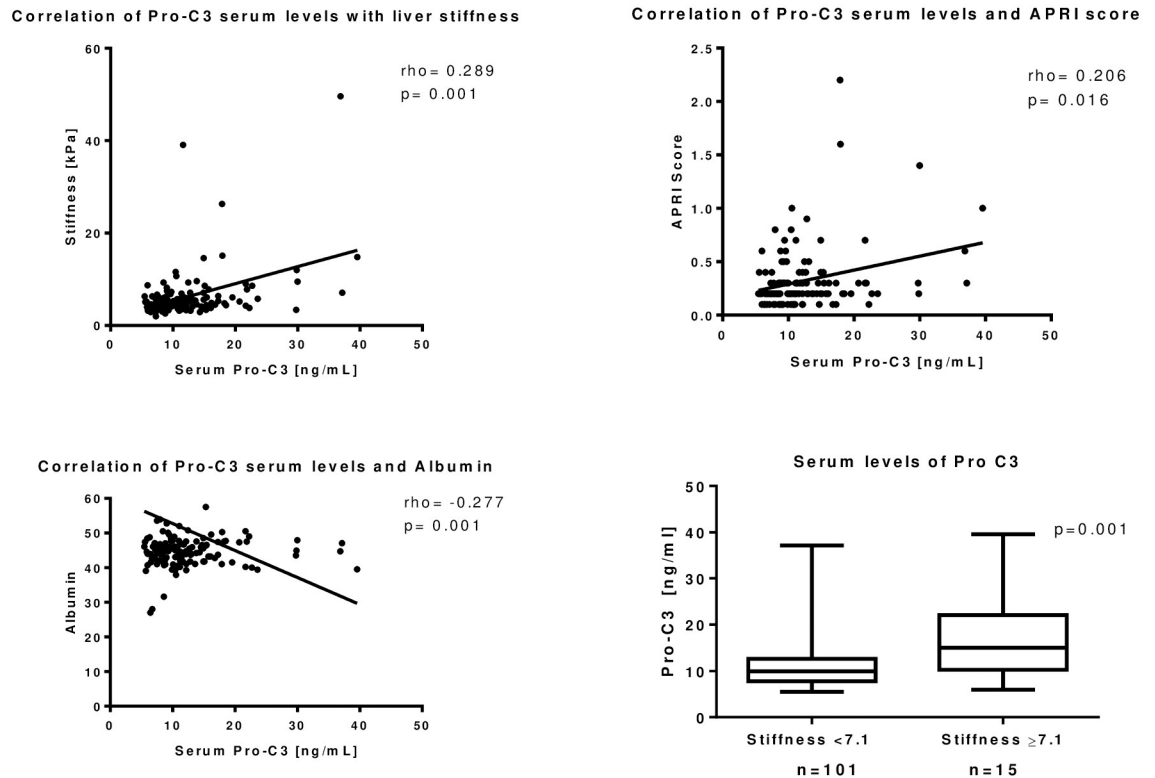 Correlation of Pro-C3 serum levels with liver stiffness
rho= 0.289
p= 0.001
Stiffness [kPa]
60
40
20
0
0 10 20 30 40 50
Serum Pro-C3 [ng/mL]
Correlation of Pro-C3 serum levels and APRI score
rho= 0.206
p= 0.016
APRI Score
2.5
2.0
1.5
1.0
0.5
0.0
0 10 20 30 40 50
Serum Pro-C3 [ng/mL]
Correlation of Pro-C3 serum levels and Albumin
rho= -0.277
p= 0.001
Albumin
60
50
40
30
20
10
0
0 10 20 30 40 50
Serum Pro-C3 [ng/mL]
Serum levels of Pro C3
p=0.001
Pro-C3 [ng/ml]
50
40
30
20
10
0
Stiffness <7.1 Stiffness ≥7.1
n=101 n=15